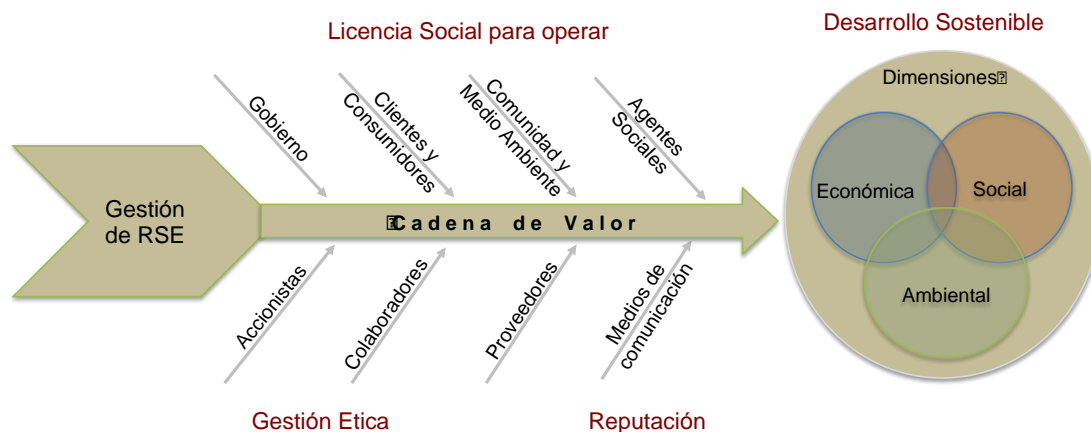 Licencia Social para operar
Desarrollo Sostenible
Gobierno
Clientes y
Consumidores
Comunidad y
Medio Ambiente
Agentes
Sociales
Dimensiones
Económica
Social
Ambiental
Gestión
de RSE
Cadena de Valor
Accionistas
Colaboradores
Proveedores
Medios de
comunicación
Gestión Etica
Reputación